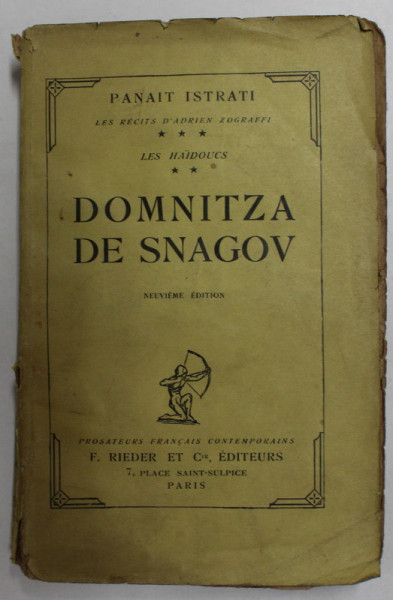 PANAIT ISTRATI
LES RÉCITS D'ADRIEN ZOGRAFFI
★ ★ ★
LES HAÏDOUCS
★ ★
DOMNITZA
DE SNAGOV
NEUVIÈME ÉDITION
PROSATEURS FRANÇAIS CONTEMPORAINS
F. RIEDER ET Cie, ÉDITEURS
7, PLACE SAINT-SULPICE
PARIS